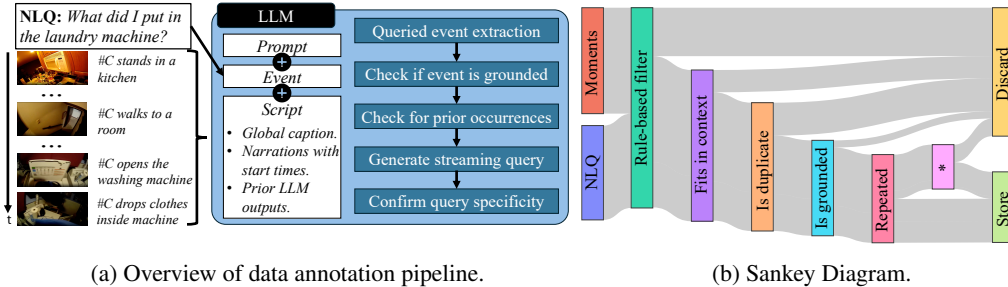 NLQ: What did I put in
the laundry machine?
#C stands in a
kitchen
...
#C walks to a
room
...
#C opens the
washing machine
#C drops clothes
inside machine
t
LLM
Prompt
+
Event
+
Script
• Global caption.
• Narrations with
start times.
• Prior LLM
outputs.
Queried event extraction
Check if event is grounded
Check for prior occurrences
Generate streaming query
Confirm query specificity
(a) Overview of data annotation pipeline.
Moments
NLQ
Rule-based filter
Fits in context
Is duplicate
Is grounded
Repeated
*
Discard
Store
(b) Sankey Diagram.